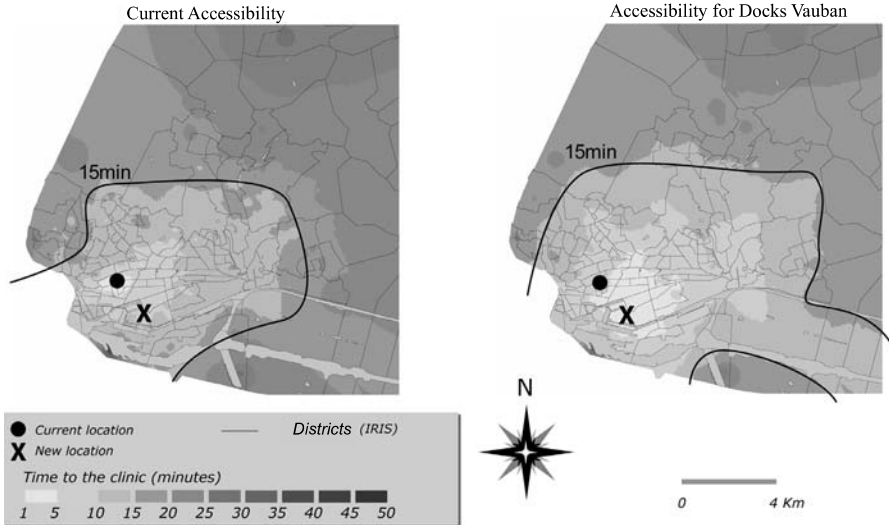 Current Accessibility
Accessibility for Docks Vauban
15min
15min
X
X
N
Current location
Districts (IRIS)
X New location
Time to the clinic (minutes)
1 5 10 15 20 25 30 35 40 45 50
0 4 Km